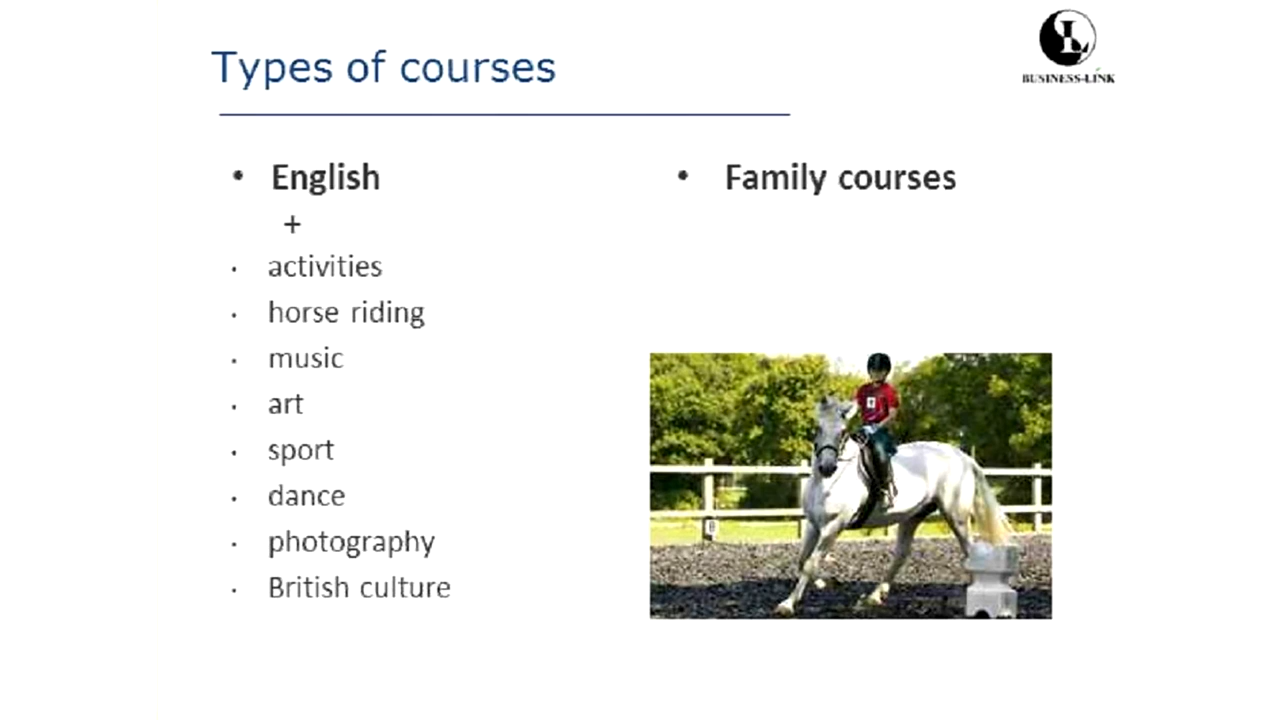 Types of courses
BUSINESS-LINK
• English
+
· activities
· horse riding
· music
· art
· sport
· dance
· photography
· British culture
• Family courses